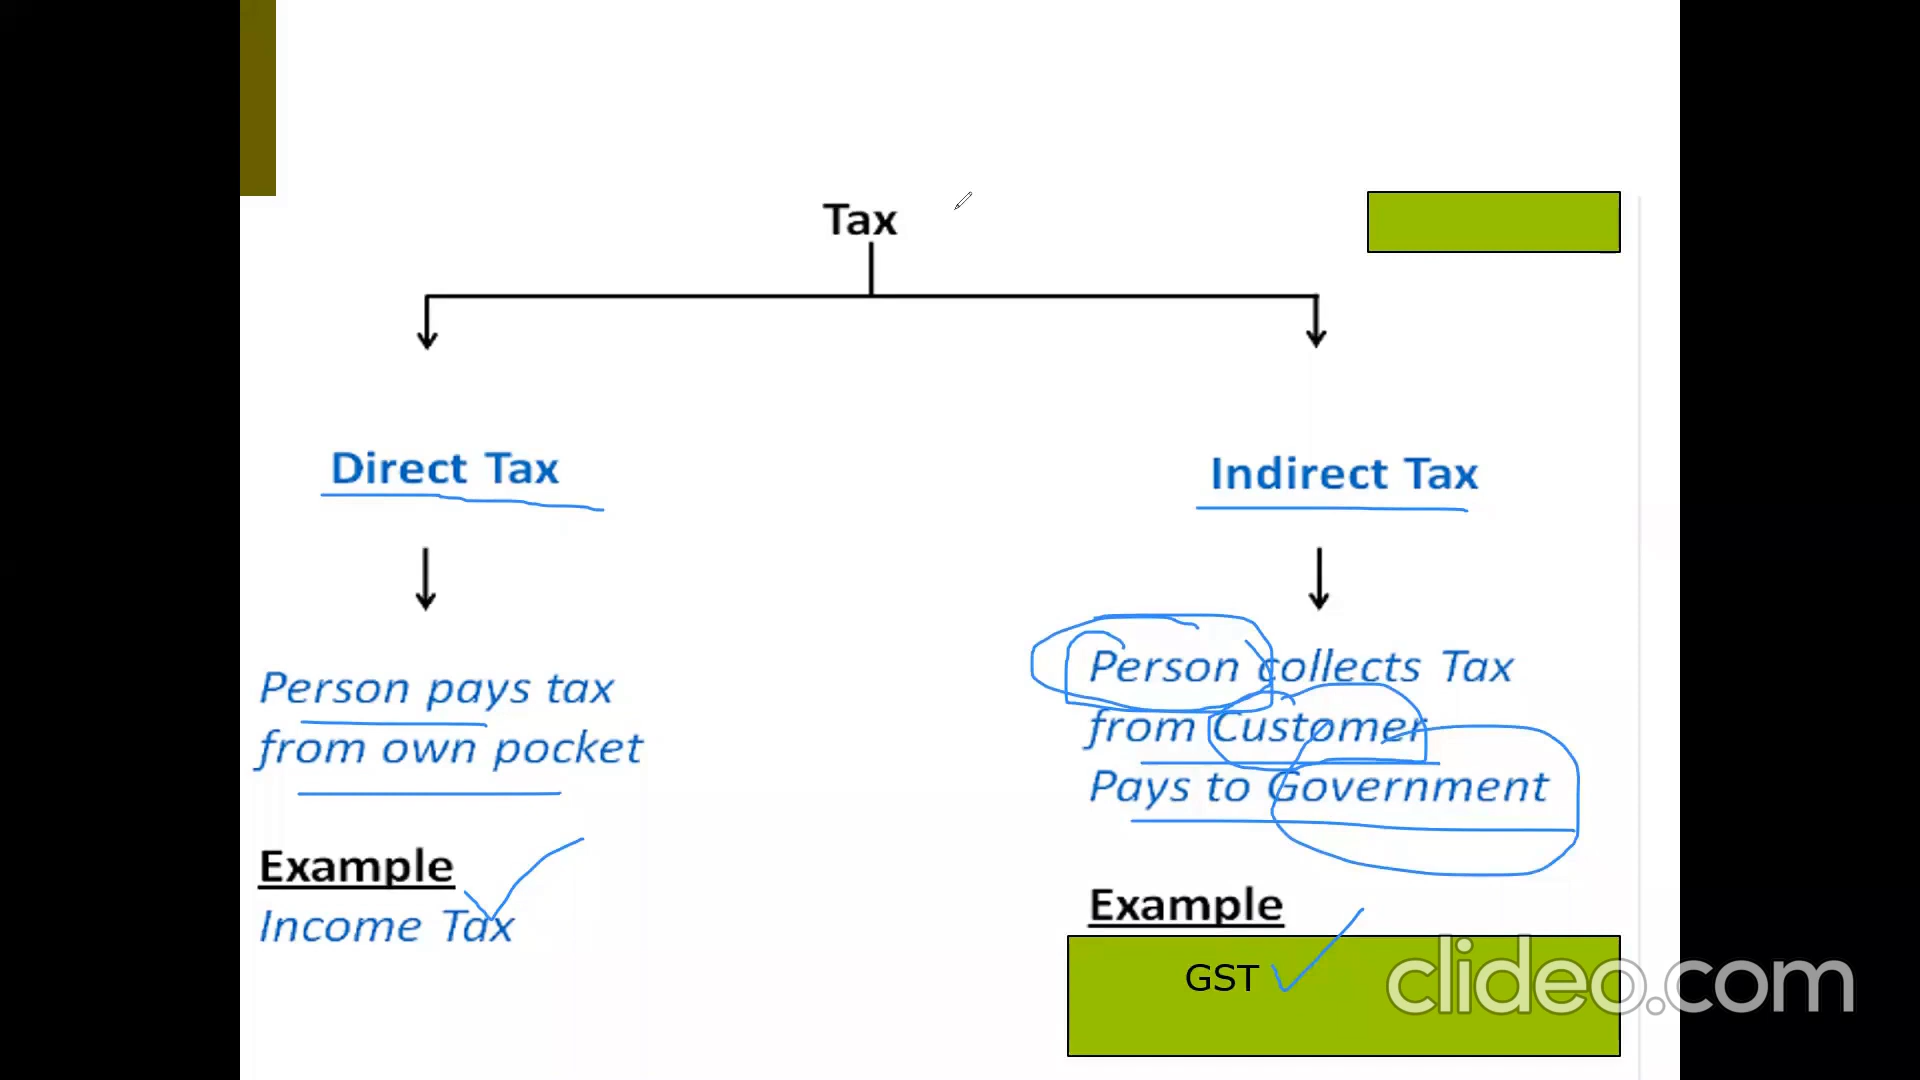 Tax
Direct Tax
Indirect Tax
Person pays tax
from own pocket
Example
Income Tax
Person collects Tax
from Customer
Pays to Government
Example
GST
clideo.com